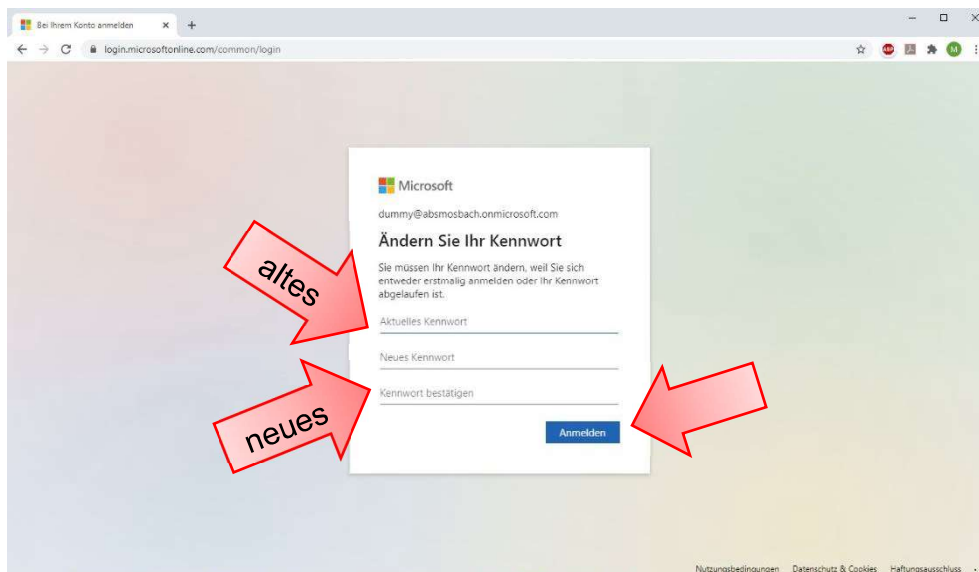 Bei Ihrem Konto anmelden
login.microsoftonline.com/common/login
ABP
M
Microsoft
dummy@absmosbach.onmicrosoft.com
Ändern Sie Ihr Kennwort
Sie müssen Ihr Kennwort ändern, weil Sie sich
entweder erstmalig anmelden oder Ihr Kennwort
abgelaufen ist.
altes
Aktuelles Kennwort
Neues Kennwort
neues
Kennwort bestätigen
Anmelden
Nutzungsbedingungen Datenschutz & Cookies Haftungsausschluss